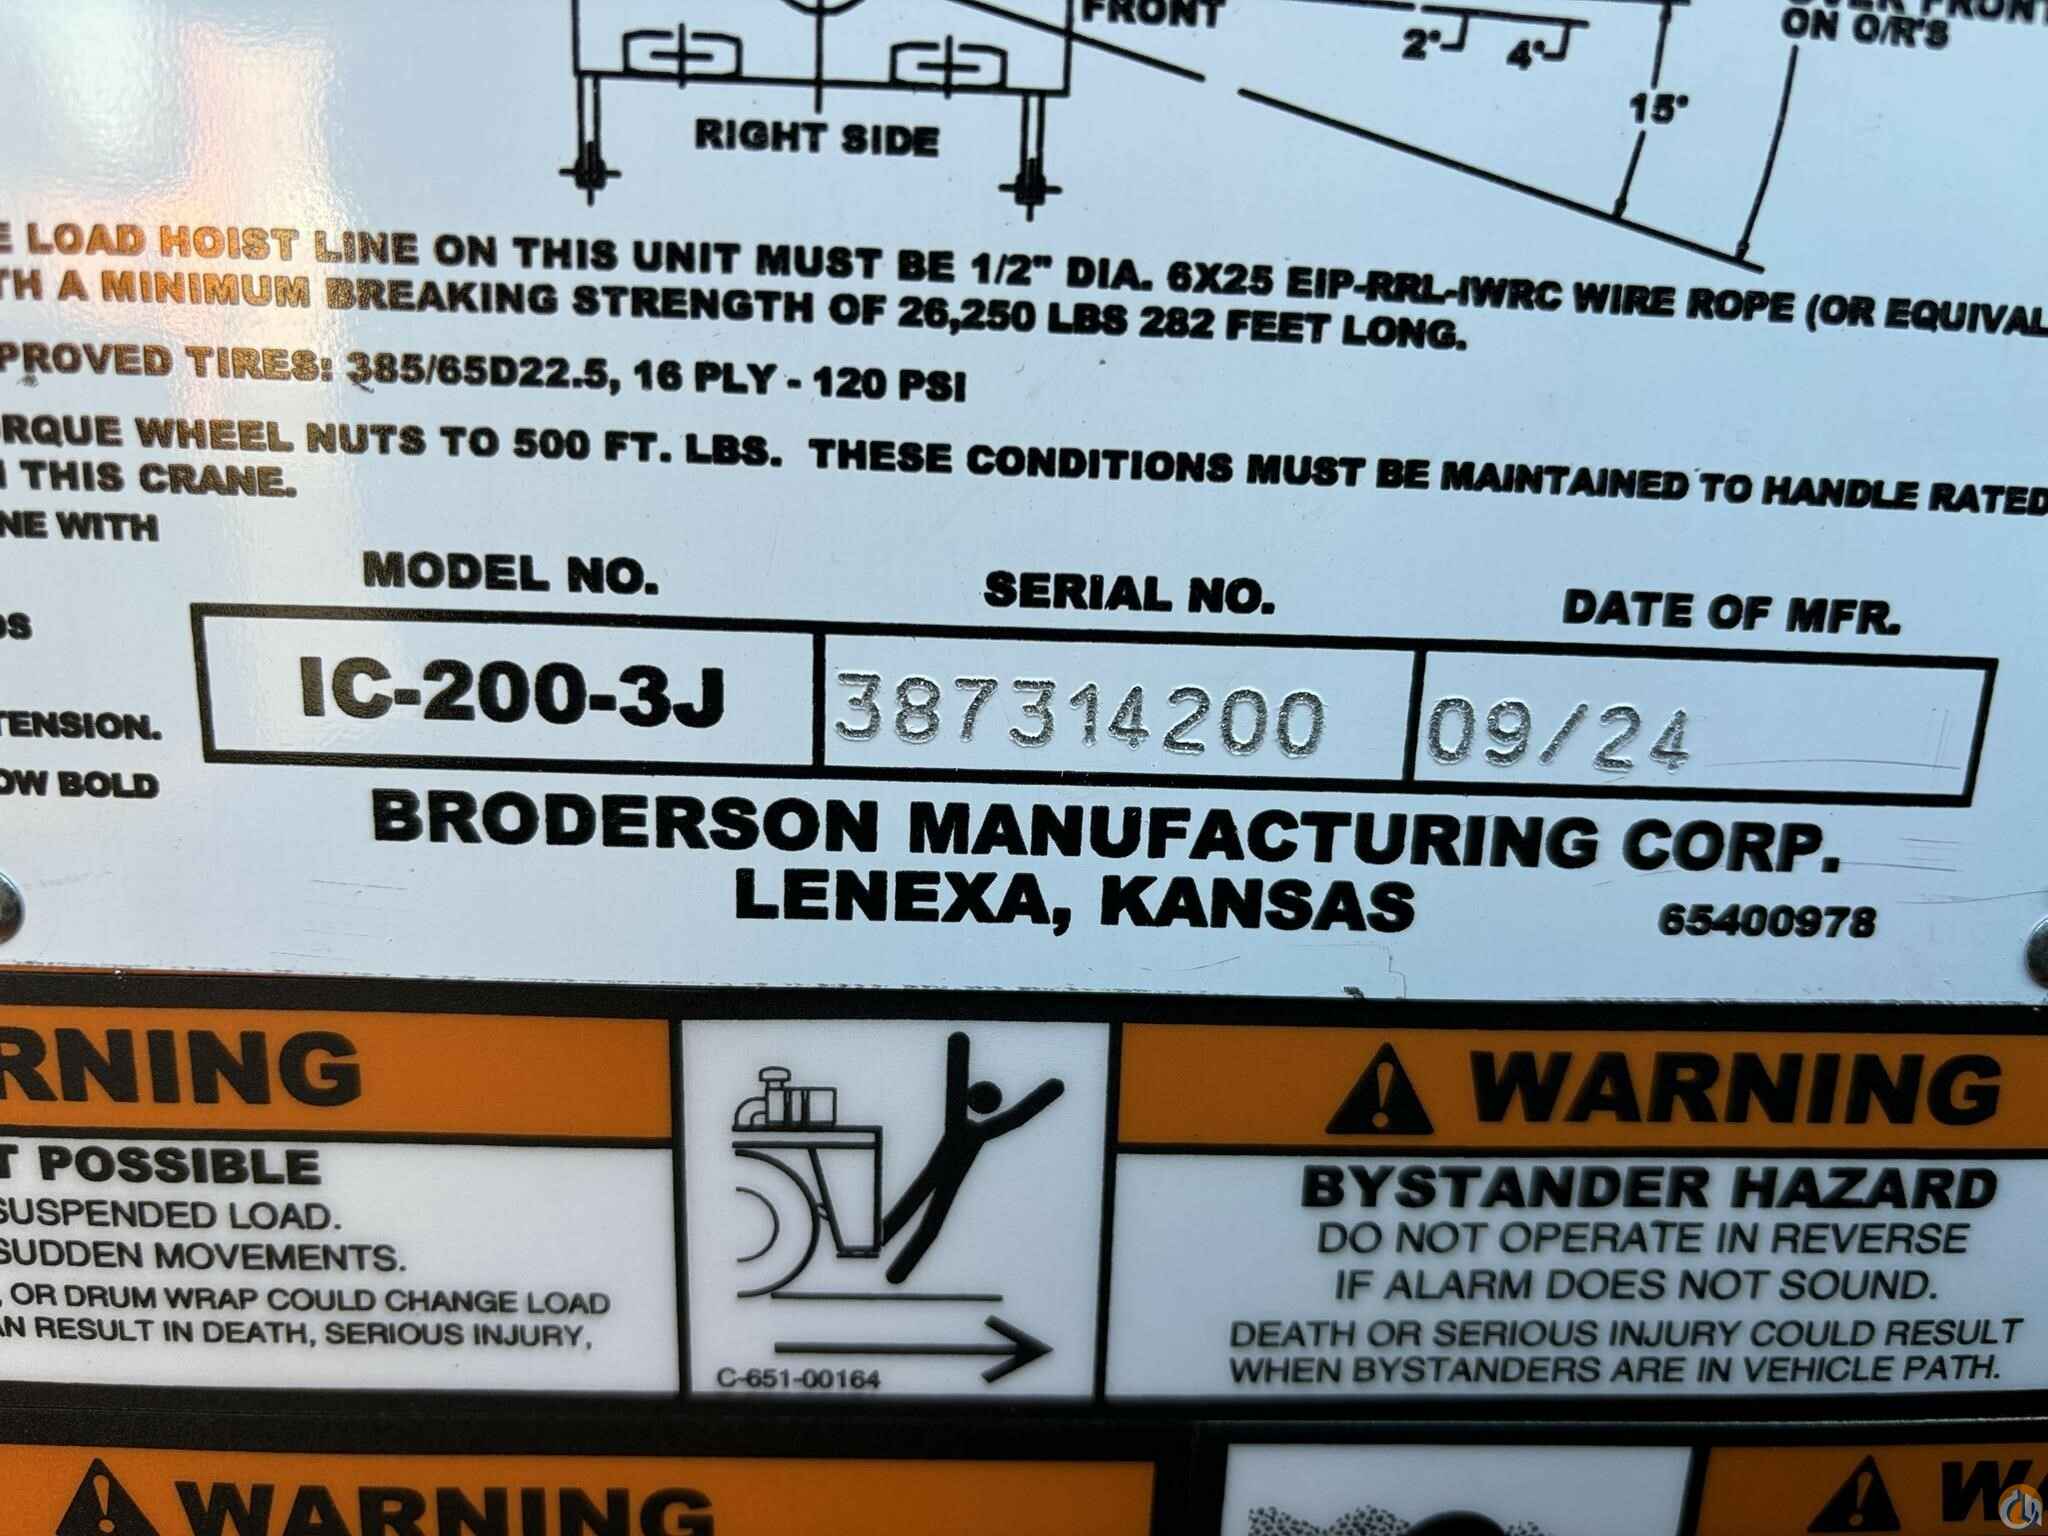 FRONT
ON O/R'S
2° 4°
15°
RIGHT SIDE
LOAD HOIST LINE ON THIS UNIT MUST BE 1/2" DIA. 6X25 EIP-RRL-IWRC WIRE ROPE (OR EQUIVAL
TH A MINIMUM BREAKING STRENGTH OF 26,250 LBS 282 FEET LONG.
PROVED TIRES: 385/65D22.5, 16 PLY - 120 PSI
RQUE WHEEL NUTS TO 500 FT. LBS. THESE CONDITIONS MUST BE MAINTAINED TO HANDLE RATED
THIS CRANE.
NE WITH
MODEL NO. SERIAL NO. DATE OF MFR.
DS
IC-200-3J 387314200 09/24
TENSION.
OW BOLD
BRODERSON MANUFACTURING CORP.
LENEXA, KANSAS 65400978
RNING
T POSSIBLE
SUSPENDED LOAD.
SUDDEN MOVEMENTS.
, OR DRUM WRAP COULD CHANGE LOAD
AN RESULT IN DEATH, SERIOUS INJURY,
C-651-00164
WARNING
BYSTANDER HAZARD
DO NOT OPERATE IN REVERSE
IF ALARM DOES NOT SOUND.
DEATH OR SERIOUS INJURY COULD RESULT
WHEN BYSTANDERS ARE IN VEHICLE PATH.
WARNING